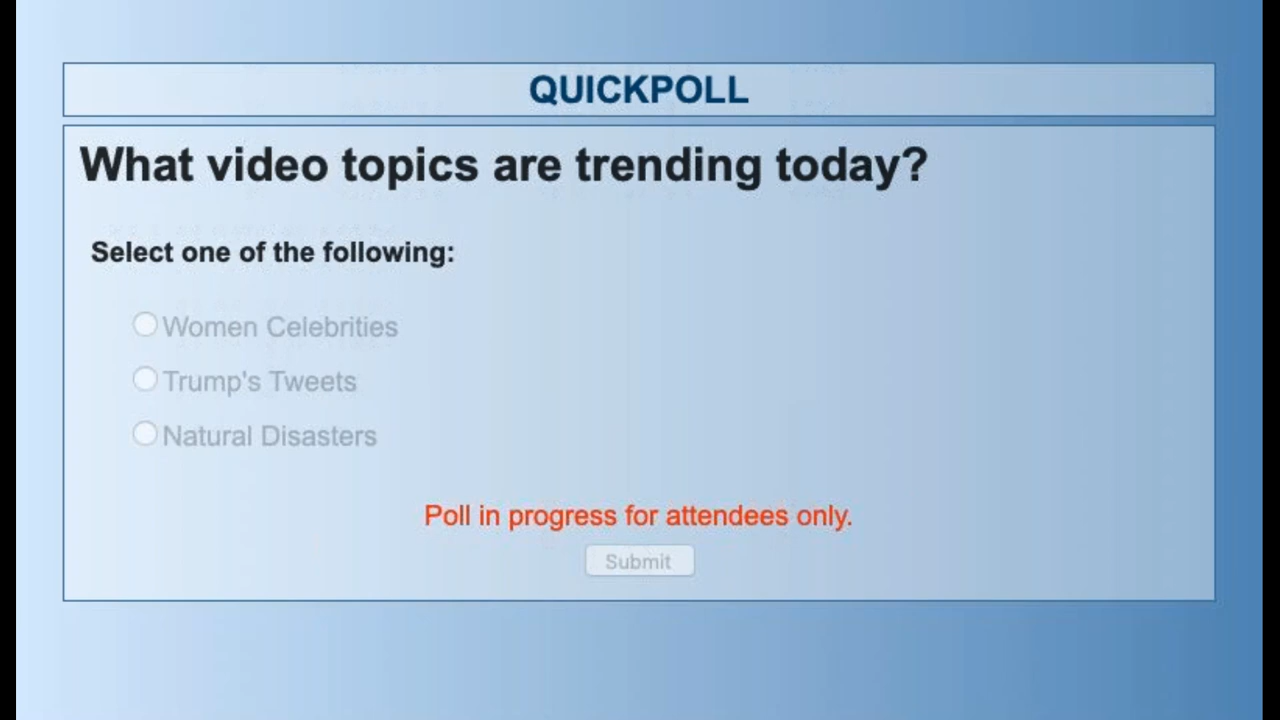 QUICKPOLL
What video topics are trending today?
Select one of the following:
Women Celebrities
Trump's Tweets
Natural Disasters
Poll in progress for attendees only.
Submit